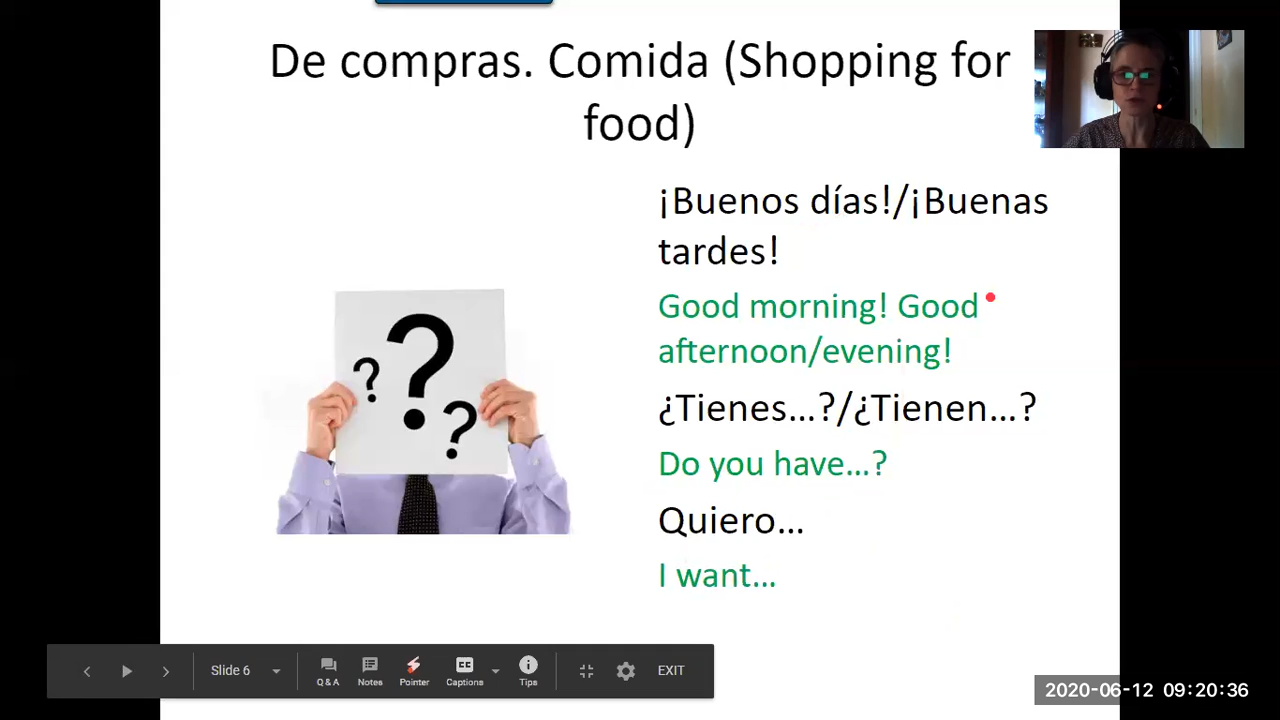 De compras. Comida (Shopping for
food)
¡Buenos días!/¡Buenas
tardes!
Good morning! Good
afternoon/evening!
¿Tienes...?/¿Tienen...?
Do you have...?
Quiero...
I want...
? ? ?
Slide 6
Q & A
Notes
Pointer
CC
Captions
Tips
EXIT
2020-06-12 09:20:36